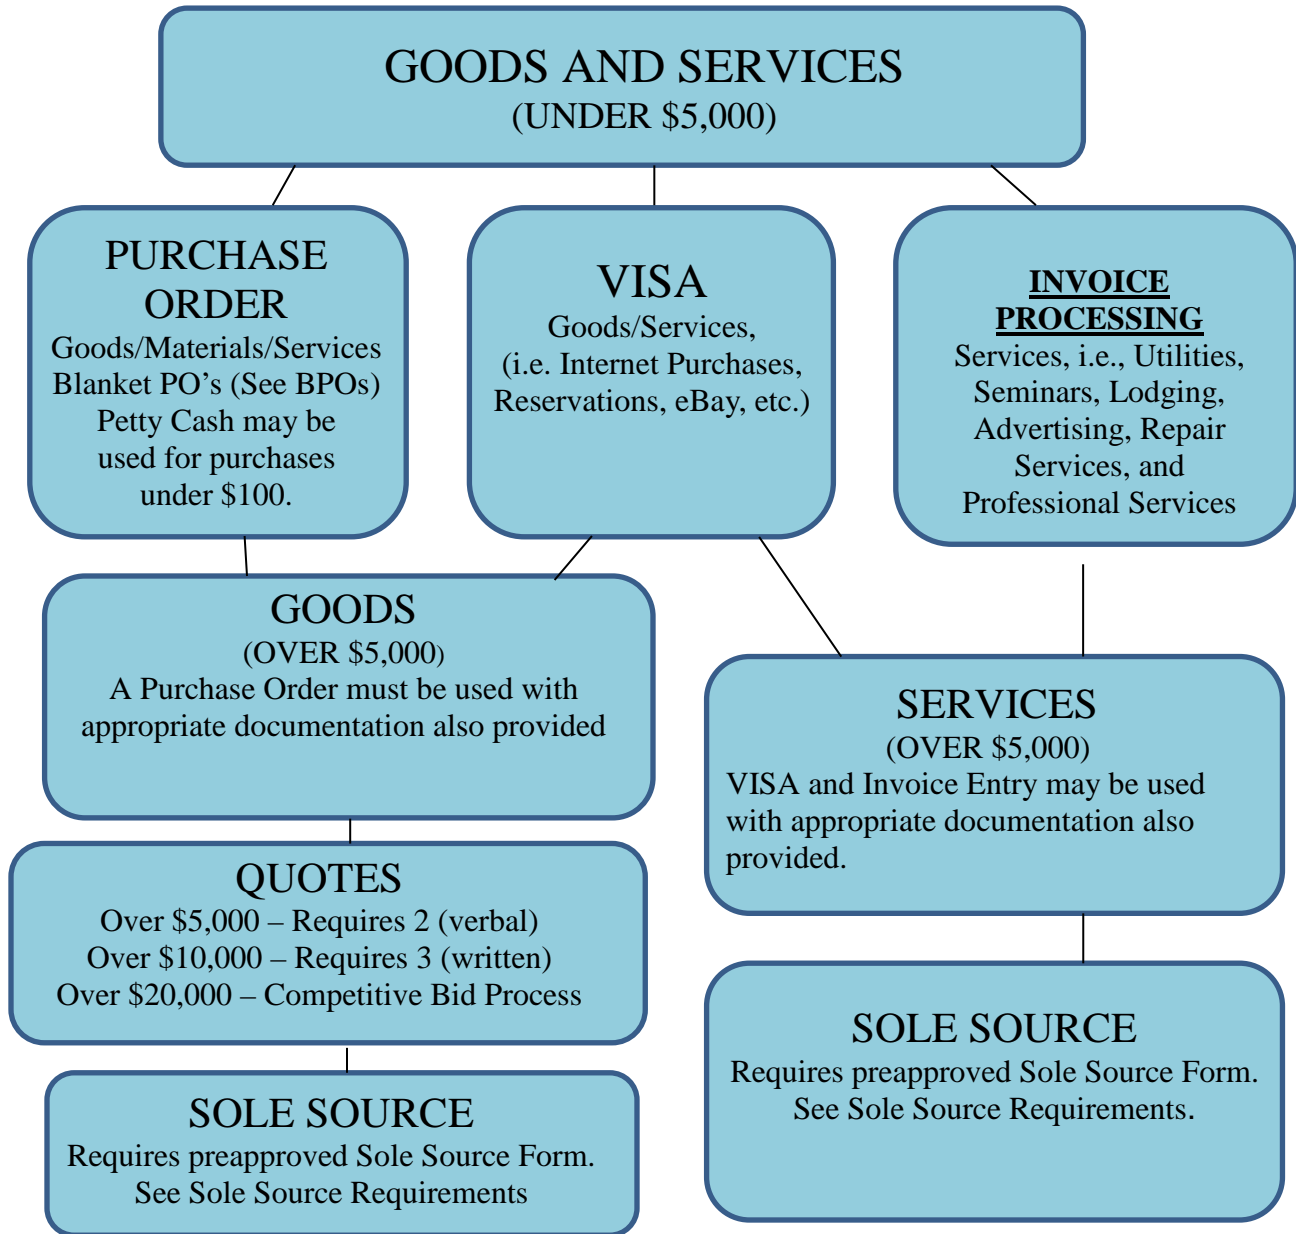 GOODS AND SERVICES
(UNDER $5,000)
PURCHASE
ORDER
Goods/Materials/Services
Blanket PO's (See BPOs)
Petty Cash may be
used for purchases
under $100.
VISA
Goods/Services,
(i.e. Internet Purchases,
Reservations, eBay, etc.)
INVOICE
PROCESSING
Services, i.e., Utilities,
Seminars, Lodging,
Advertising, Repair
Services, and
Professional Services
GOODS
(OVER $5,000)
A Purchase Order must be used with
appropriate documentation also provided
SERVICES
(OVER $5,000)
VISA and Invoice Entry may be used
with appropriate documentation also
provided.
QUOTES
Over $5,000 – Requires 2 (verbal)
Over $10,000 – Requires 3 (written)
Over $20,000 – Competitive Bid Process
SOLE SOURCE
Requires preapproved Sole Source Form.
See Sole Source Requirements.
SOLE SOURCE
Requires preapproved Sole Source Form.
See Sole Source Requirements